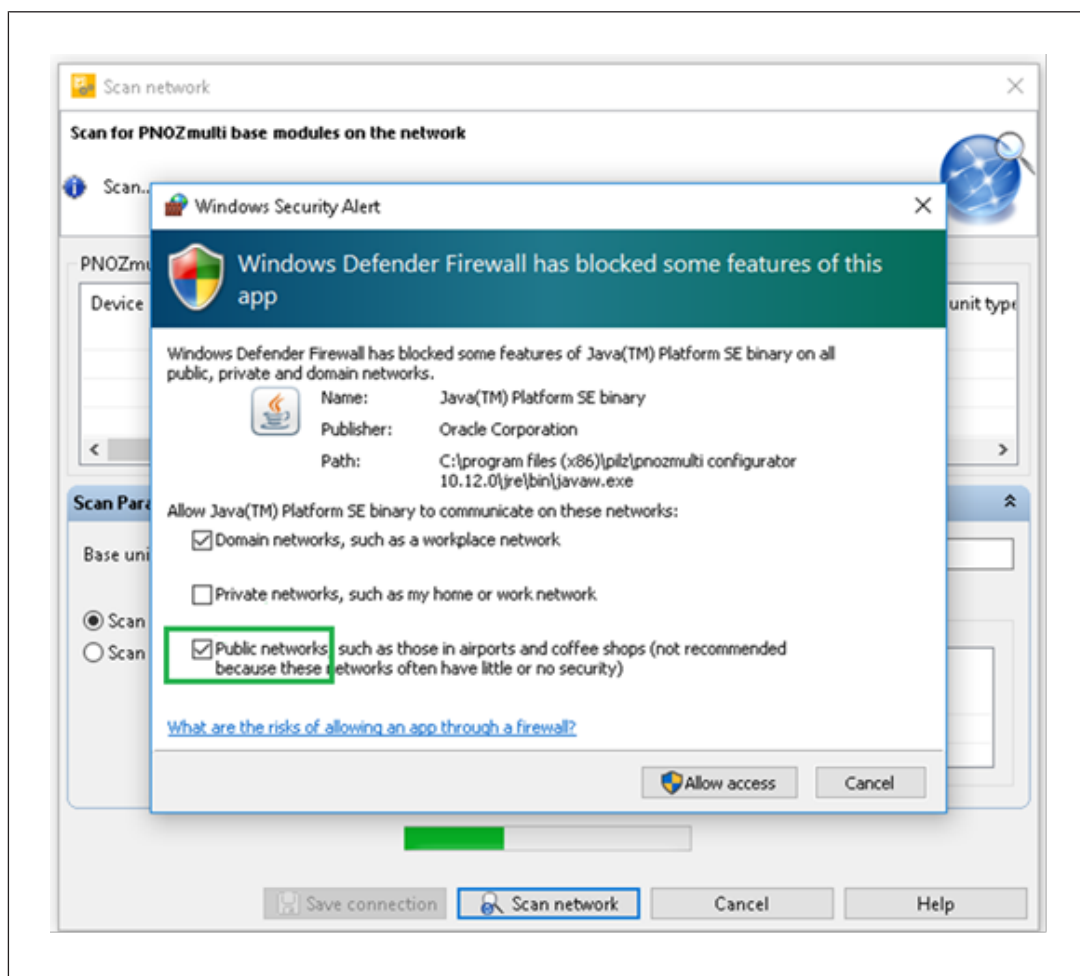 Scan network
Scan for PNOZmulti base modules on the network
Scan..
Windows Security Alert
Windows Defender Firewall has blocked some features of this
app
PNOZmu
Device
unit type
Windows Defender Firewall has blocked some features of Java(TM) Platform SE binary on all
public, private and domain networks.
Name: Java(TM) Platform SE binary
Publisher: Oracle Corporation
Path: C:\program files (x86)\pilz\pnozmulti configurator
10.12.0\jre\bin\javaw.exe
Scan Para
Allow Java(TM) Platform SE binary to communicate on these networks:
Domain networks, such as a workplace network
Base uni
Private networks, such as my home or work network
Scan
Scan
Public networks, such as those in airports and coffee shops (not recommended
because these networks often have little or no security)
What are the risks of allowing an app through a firewall?
Allow access Cancel
Save connection Scan network Cancel Help